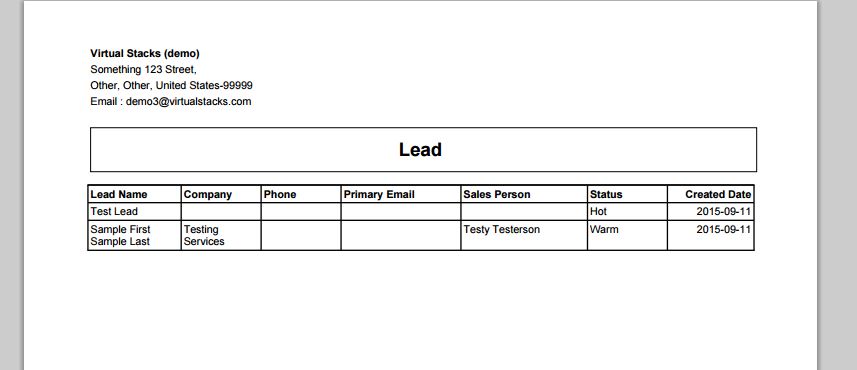 Virtual Stacks (demo)
Something 123 Street,
Other, Other, United States-99999
Email : demo3@virtualstacks.com
Lead
Lead Name Company Phone Primary Email Sales Person Status Created Date
Test Lead Hot 2015-09-11
Sample First Testing Testy Testerson Warm 2015-09-11
Sample Last Services